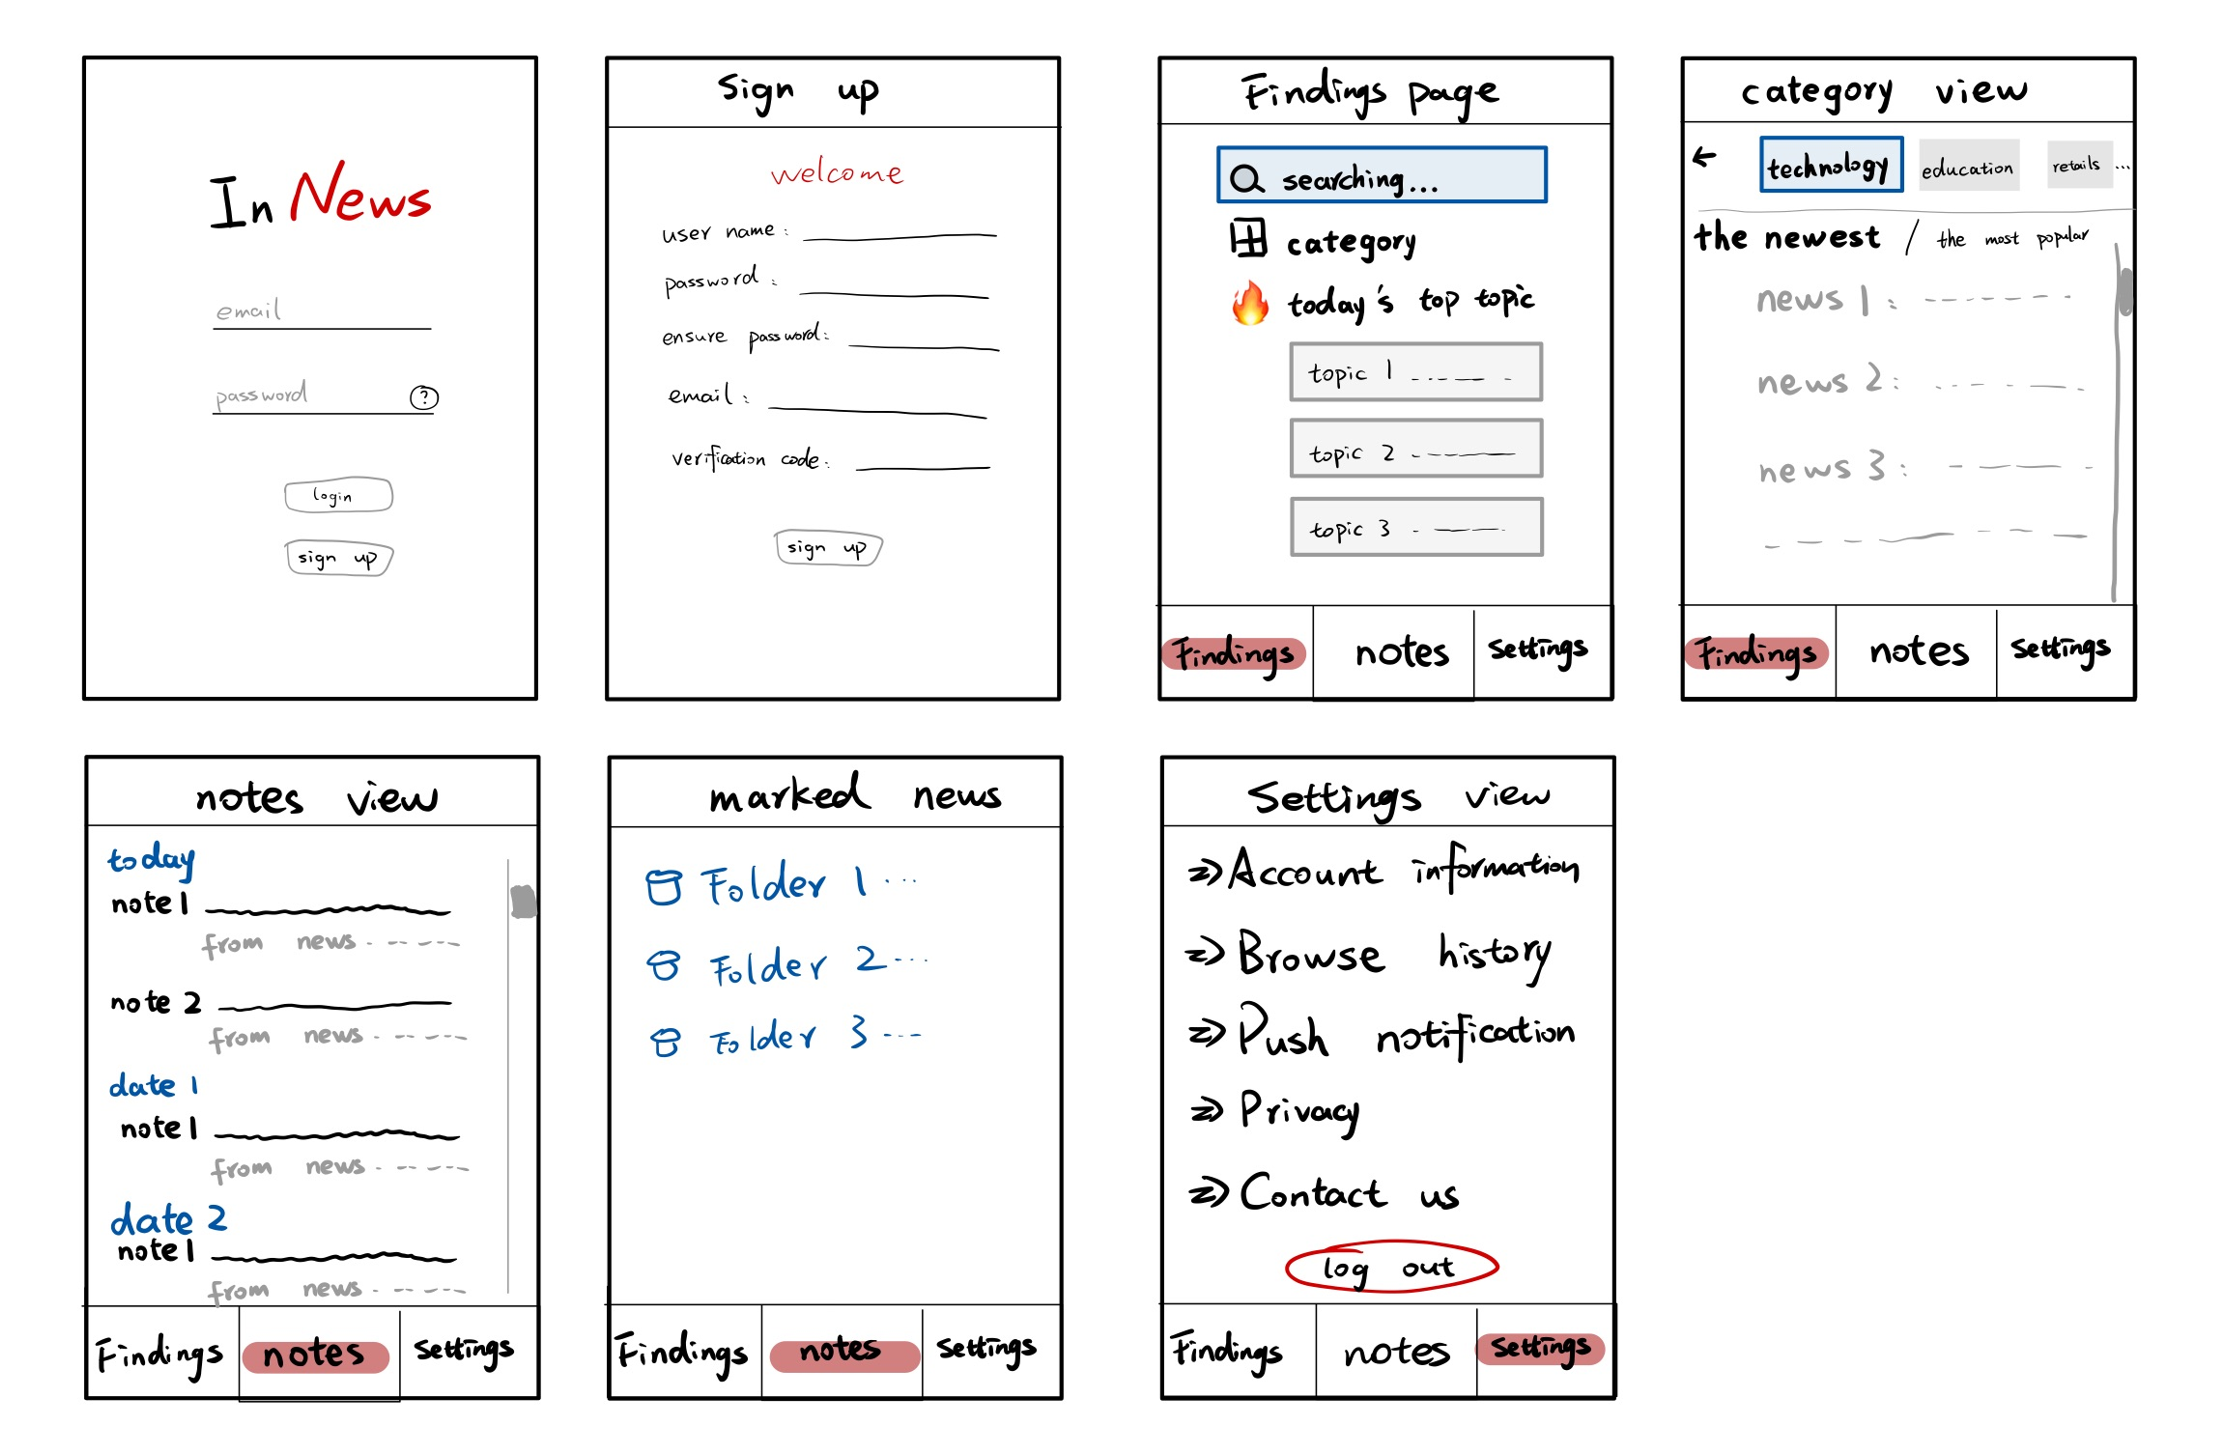 In News
email
password ?
login
sign up
Sign up
welcome
user name :
password :
ensure password :
email :
verification code :
sign up
Findings page
searching...
category
today's top topic
topic 1
topic 2
topic 3
Findings notes Settings
category view
technology education retails ...
the newest / the most popular
news 1 :
news 2 :
news 3 :
Findings notes Settings
notes view
today
note 1
from news
note 2
from news
date 1
note 1
from news
date 2
note 1
from news
Findings notes Settings
marked news
Folder 1 ...
Folder 2 ...
Folder 3 ...
Findings notes Settings
Settings view
Account information
Browse history
Push notification
Privacy
Contact us
log out
Findings notes Settings